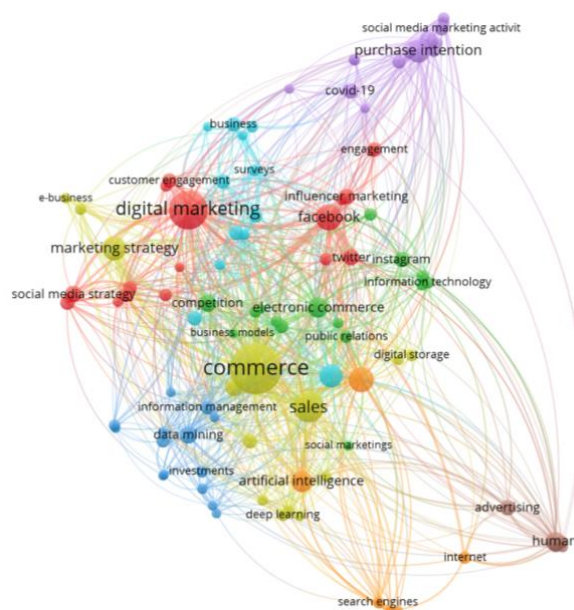 social media marketing activit
purchase intention
covid-19
business
engagement
surveys
customer engagement
e-business
influencer marketing
digital marketing
facebook
marketing strategy
twitter
instagram
information technology
social media strategy
competition
electronic commerce
business models
public relations
digital storage
commerce
information management
sales
data mining
social marketings
investments
artificial intelligence
advertising
deep learning
human
internet
search engines